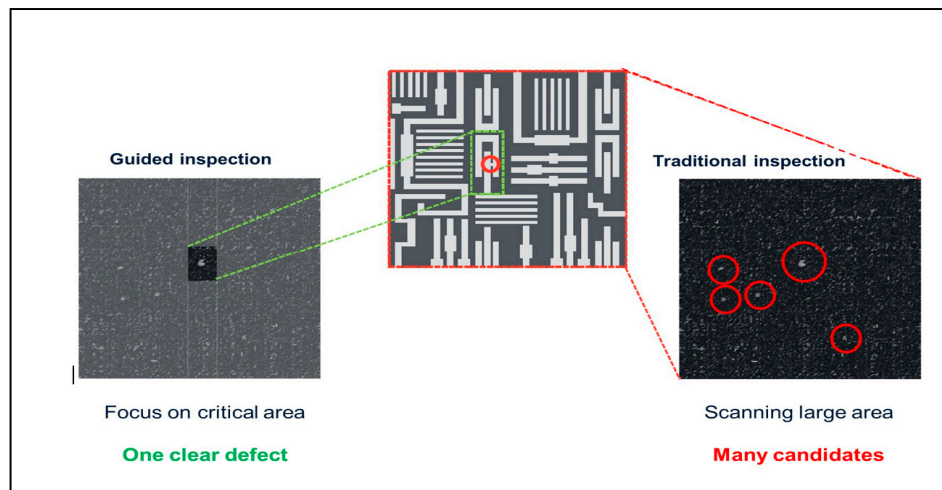 Guided inspection
Traditional inspection
Focus on critical area
Scanning large area
One clear defect
Many candidates